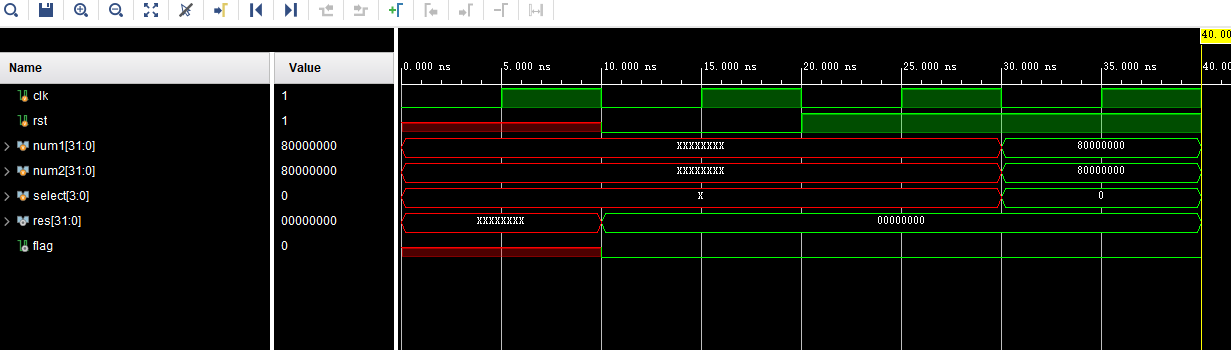 40.00
Name Value
0.000 ns 5.000 ns 10.000 ns 15.000 ns 20.000 ns 25.000 ns 30.000 ns 35.000 ns 40.00
clk 1
rst 1
num1[31:0] 80000000 XXXXXXXX 80000000
num2[31:0] 80000000 XXXXXXXX 80000000
select[3:0] 0 X 0
res[31:0] 00000000 XXXXXXXX 00000000
flag 0